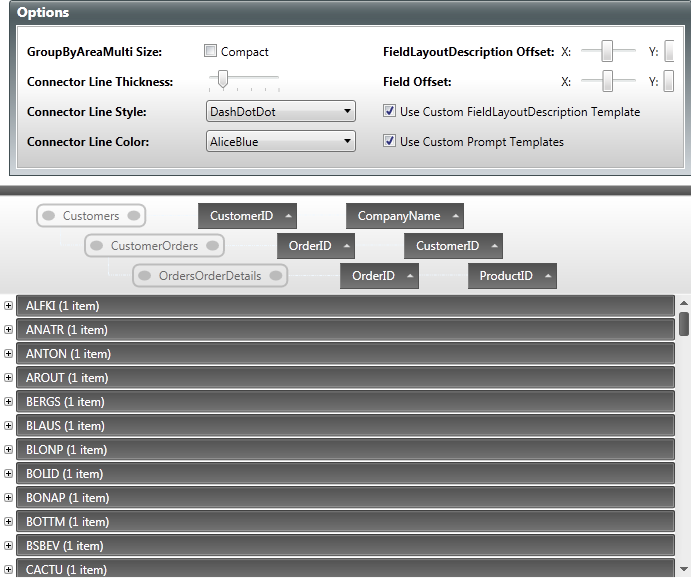 Options
GroupByAreaMulti Size: Compact FieldLayoutDescription Offset: X: Y:
Connector Line Thickness: Field Offset: X: Y:
Connector Line Style: DashDotDot Use Custom FieldLayoutDescription Template
Connector Line Color: AliceBlue Use Custom Prompt Templates
Customers CustomerID CompanyName
CustomerOrders OrderID CustomerID
OrdersOrderDetails OrderID ProductID
ALFKI (1 item)
ANATR (1 item)
ANTON (1 item)
AROUT (1 item)
BERGS (1 item)
BLAUS (1 item)
BLONP (1 item)
BOLID (1 item)
BONAP (1 item)
BOTTM (1 item)
BSBEV (1 item)
CACTU (1 item)